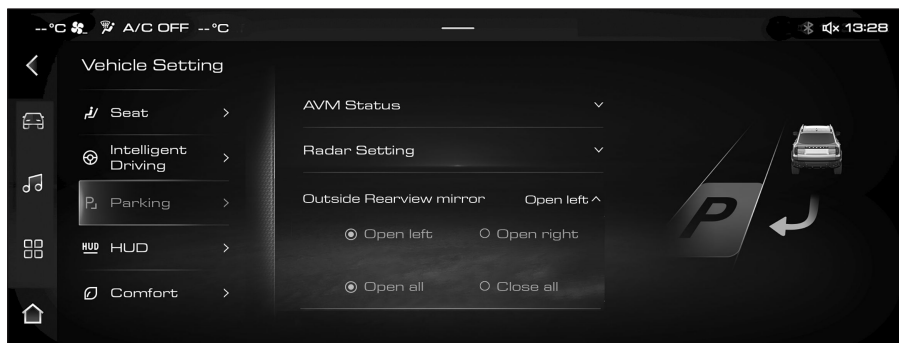 --°C A/C OFF --°C
13:28
Vehicle Setting
Seat
Intelligent
Driving
P Parking
HUD HUD
Comfort
AVM Status
Radar Setting
Outside Rearview mirror Open left
Open left Open right
Open all Close all
P